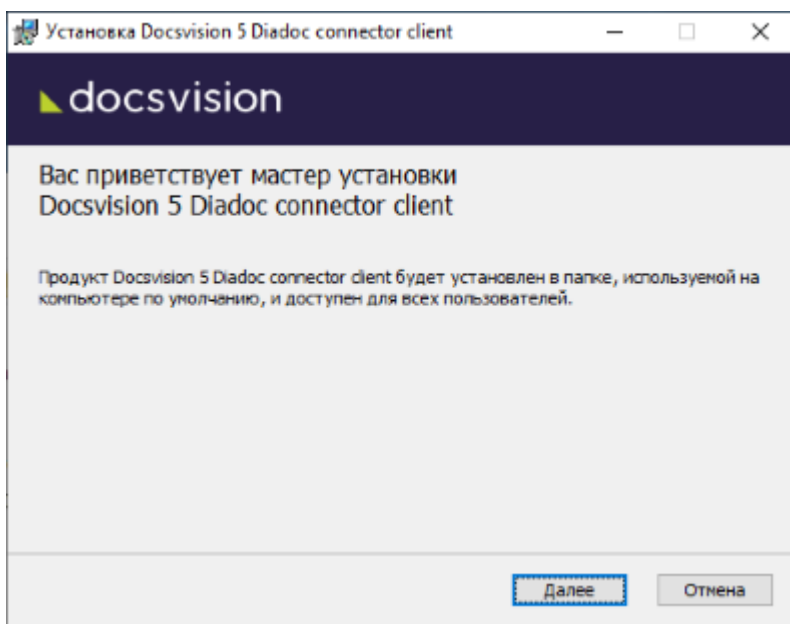 Установка Docsvision 5 Diadoc connector client
docsvision
Вас приветствует мастер установки
Docsvision 5 Diadoc connector client
Продукт Docsvision 5 Diadoc connector client будет установлен в папке, используемой на
компьютере по умолчанию, и доступен для всех пользователей.
Далее
Отмена